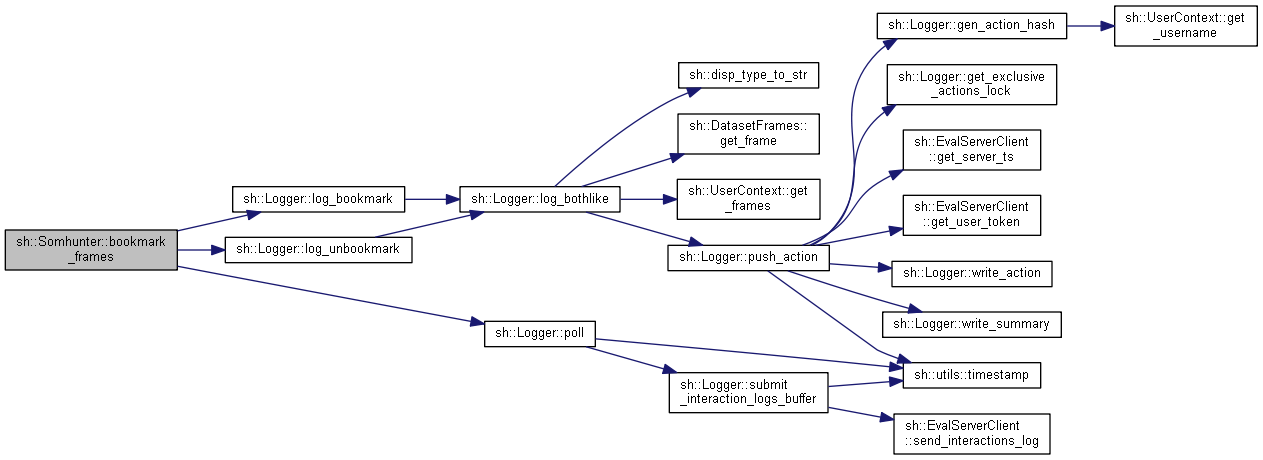 sh::Somhunter::bookmark
_frames
sh::Logger::log_bookmark
sh::Logger::log_unbookmark
sh::Logger::poll
sh::Logger::log_bothlike
sh::disp_type_to_str
sh::DatasetFrames::
get_frame
sh::UserContext::get
_frames
sh::Logger::push_action
sh::Logger::submit
_interaction_logs_buffer
sh::Logger::gen_action_hash
sh::Logger::get_exclusive
_actions_lock
sh::EvalServerClient
::get_server_ts
sh::EvalServerClient
::get_user_token
sh::Logger::write_action
sh::Logger::write_summary
sh::utils::timestamp
sh::EvalServerClient
::send_interactions_log
sh::UserContext::get
_username